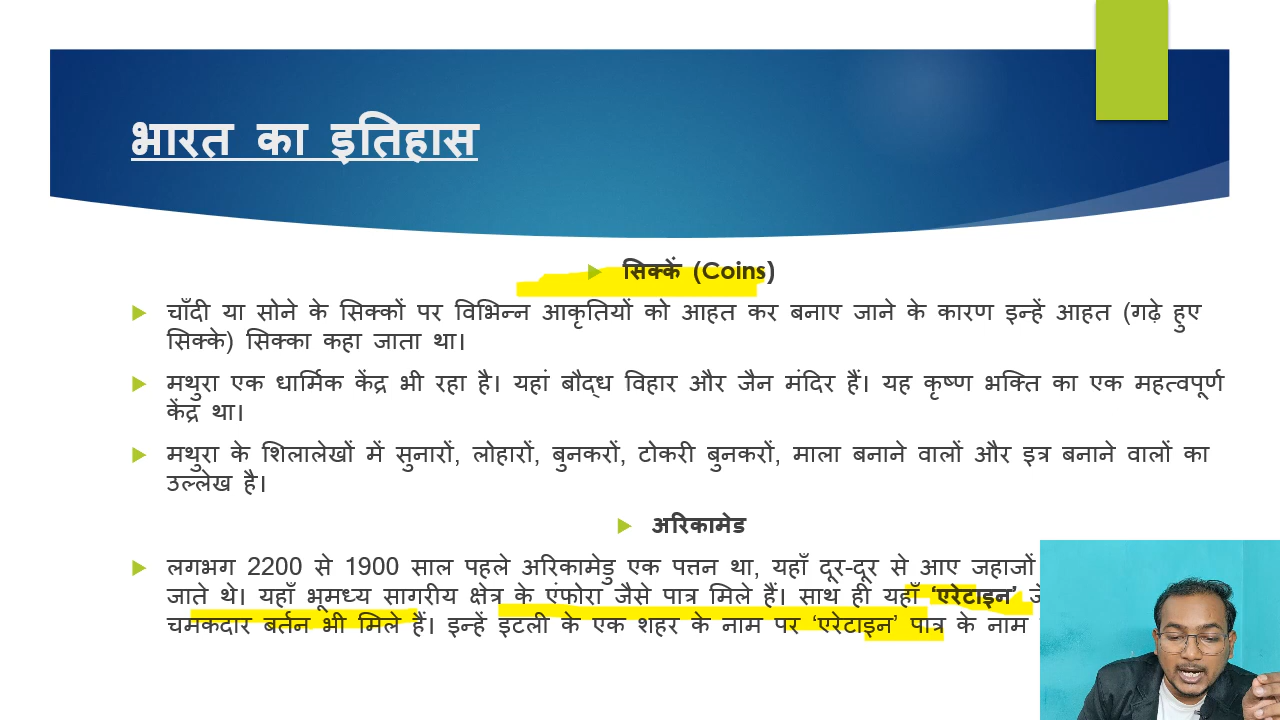 भारत का इतिहास
सिक्कें (Coins)
चाँदी या सोने के सिक्कों पर विभिन्न आकृतियों को आहत कर बनाए जाने के कारण इन्हें आहत (गढ़े हुए
सिक्के) सिक्का कहा जाता था।
मथुरा एक धार्मिक केंद्र भी रहा है। यहां बौद्ध विहार और जैन मंदिर हैं। यह कृष्ण भक्ति का एक महत्वपूर्ण
केंद्र था।
मथुरा के शिलालेखों में सुनारों, लोहारों, बुनकरों, टोकरी बुनकरों, माला बनाने वालों और इत्र बनाने वालों का
उल्लेख है।
अरिकामेड
लगभग 2200 से 1900 साल पहले अरिकामेडु एक पत्तन था, यहाँ दूर-दूर से आए जहाजों
जाते थे। यहाँ भूमध्य सागरीय क्षेत्र के एंफोरा जैसे पात्र मिले हैं। साथ ही यहाँ ‘एरेटाइन’
चमकदार बर्तन भी मिले हैं। इन्हें इटली के एक शहर के नाम पर ‘एरेटाइन’ पात्र के नाम